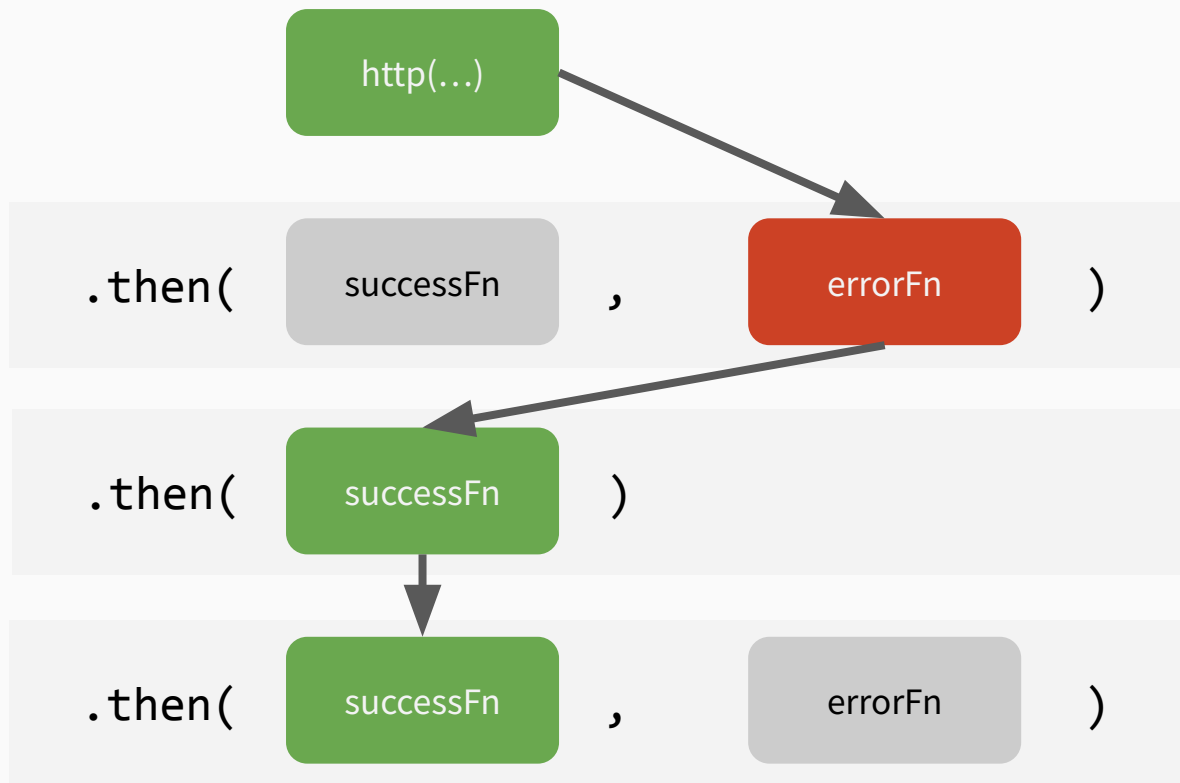 http(…)
.then( successFn , errorFn )
.then( successFn )
.then( successFn , errorFn )